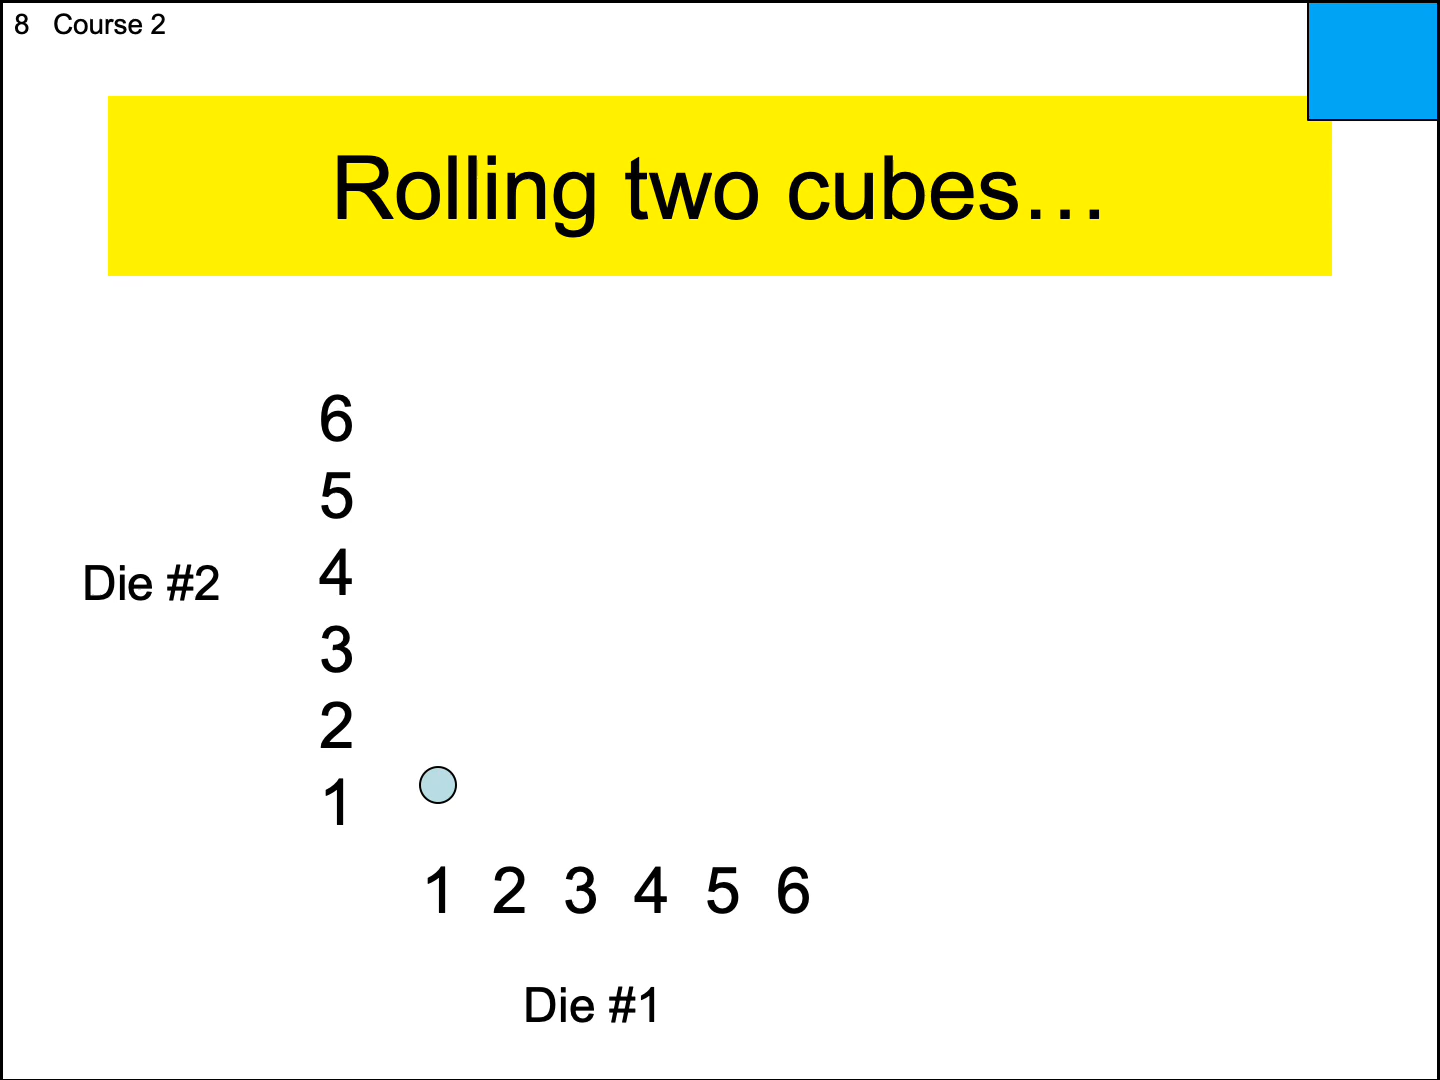 8 Course 2
Rolling two cubes…
6
5
4
Die #2
3
2
1
1 2 3 4 5 6
Die #1